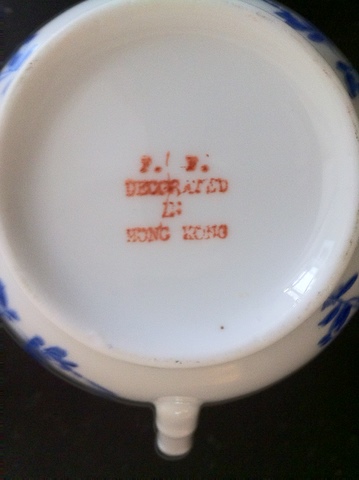 P. P.
DECORATED
IN
HONG KONG